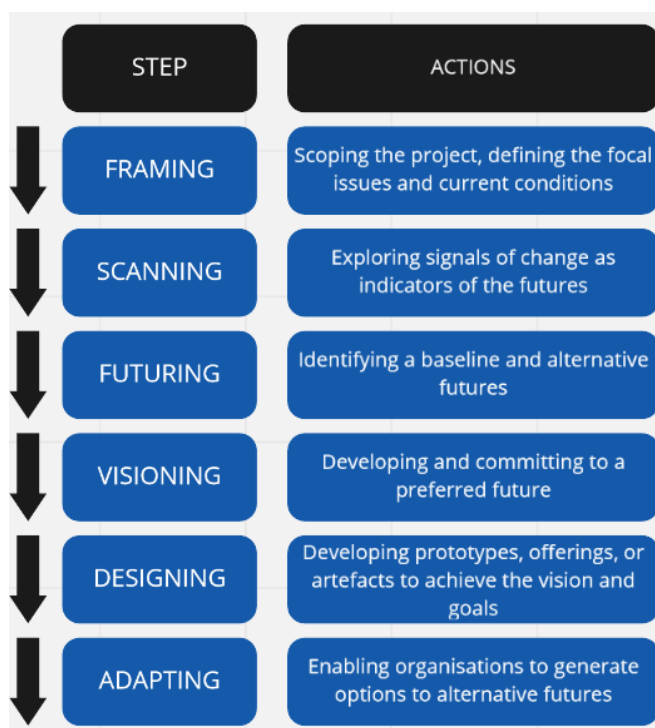 STEP
ACTIONS
FRAMING
Scoping the project, defining the focal
issues and current conditions
SCANNING
Exploring signals of change as
indicators of the futures
FUTURING
Identifying a baseline and alternative
futures
VISIONING
Developing and committing to a
preferred future
DESIGNING
Developing prototypes, offerings, or
artefacts to achieve the vision and
goals
ADAPTING
Enabling organisations to generate
options to alternative futures